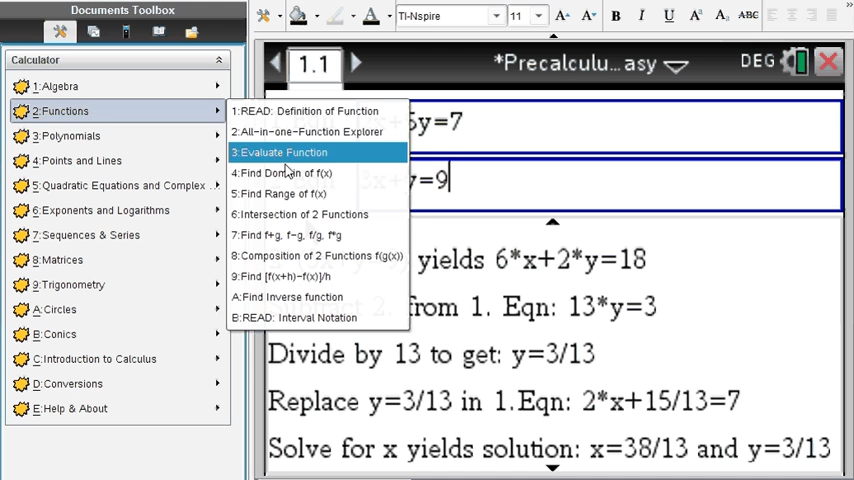 Documents Toolbox
Calculator
1:Algebra
2:Functions
3:Polynomials
4:Points and Lines
5:Quadratic Equations and Complex ...
6:Exponents and Logarithms
7:Sequences & Series
8:Matrices
9:Trigonometry
A:Circles
B:Conics
C:Introduction to Calculus
D:Conversions
E:Help & About
1:READ: Definition of Function
2:All-in-one-Function Explorer
3:Evaluate Function
4:Find Domain of f(x)
5:Find Range of f(x)
6:Intersection of 2 Functions
7:Find f+g, f-g, f/g, f*g
8:Composition of 2 Functions f(g(x))
9:Find [f(x+h)-f(x)]/h
A:Find Inverse function
B:READ: Interval Notation
A TI-Nspire 11 A A B I U A A ABC
1.1 *Precalcu...asy DEG
5y=7
3x+y=9
yields 6*x+2*y=18
Subtract 2. from 1. Eqn: 13*y=3
Divide by 13 to get: y=3/13
Replace y=3/13 in 1.Eqn: 2*x+15/13=7
Solve for x yields solution: x=38/13 and y=3/13